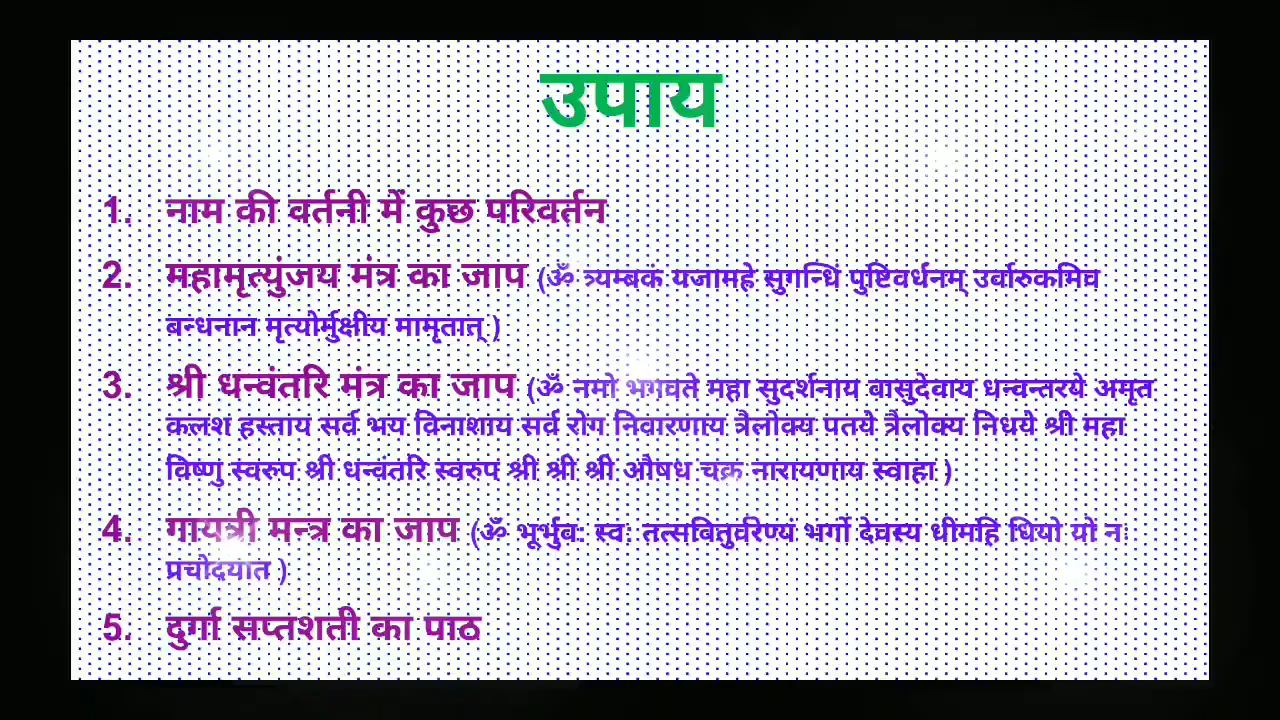 उपाय
1. नाम की वर्तनी में कुछ परिवर्तन
2. महामृत्युंजय मंत्र का जाप (ॐ त्र्यम्बकं यजामहे सुगन्धिं पुष्टिवर्धनम् उर्वारुकमिव
बन्धनान मृत्योर्मुक्षीय मामृतात् )
3. श्री धन्वंतरि मंत्र का जाप (ॐ नमो भगवते महा सुदर्शनाय वासुदेवाय धन्वन्तरये अमृत
कलश हस्ताय सर्व भय विनाशाय सर्व रोग निवारणाय त्रैलोक्य पतये त्रैलोक्य निधये श्री महा
विष्णु स्वरुप श्री धन्वंतरि स्वरुप श्री श्री श्री औषध चक्र नारायणाय स्वाहा )
4. गायत्री मन्त्र का जाप (ॐ भूर्भुव: स्व: तत्सवितुर्वरेण्य भर्गो देवस्य धीमहि धियो यो न:
प्रचोदयात )
5. दुर्गा सप्तशती का पाठ